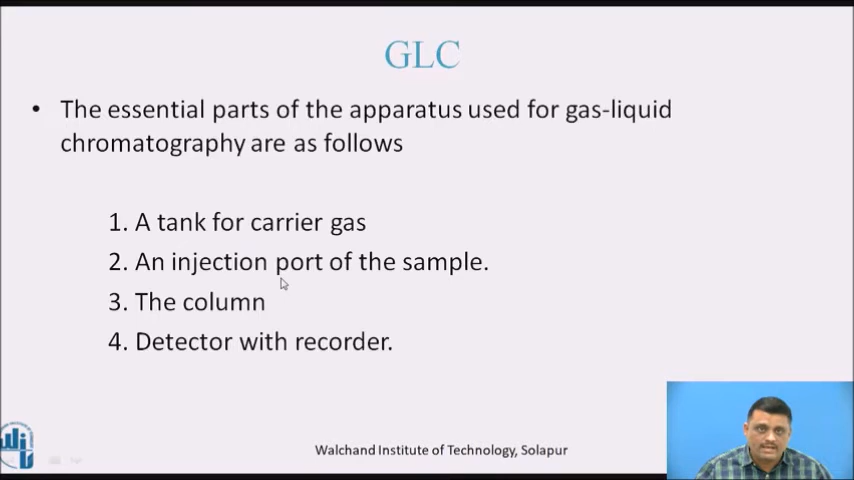 GLC
• The essential parts of the apparatus used for gas-liquid
chromatography are as follows
1. A tank for carrier gas
2. An injection port of the sample.
3. The column
4. Detector with recorder.
Walchand Institute of Technology, Solapur